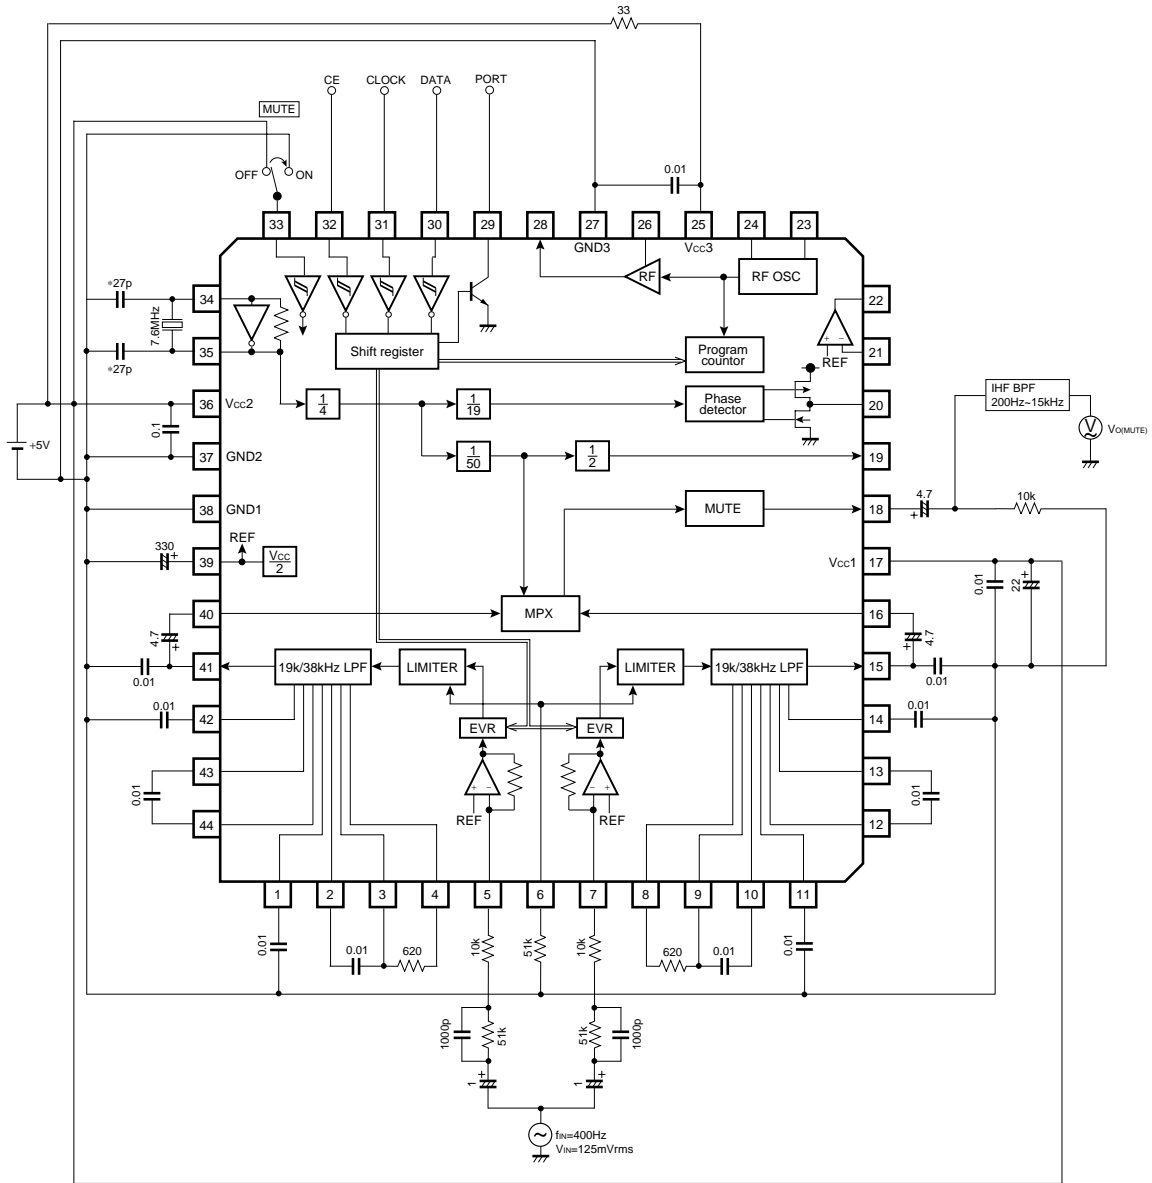 33
CE
CLOCK
DATA
PORT
MUTE
OFF
ON
0.01
33
32
31
30
29
28
27
26
25
24
23
GND3
Vcc3
*27p
34
7.6MHz
35
*27p
RF
RF OSC
22
21
REF
Shift register
Program countor
36
Vcc2
1/4
1/19
Phase detector
20
IHF BPF
200Hz~15kHz
V
VO(MUTE)
+5V
0.1
37
GND2
1/50
1/2
19
38
GND1
MUTE
18
4.7
+
10k
330
+
39
REF
Vcc/2
Vcc1
17
0.01
22
+
40
MPX
16
4.7
+
4.7
+
41
0.01
19k/38kHz LPF
LIMITER
LIMITER
19k/38kHz LPF
15
0.01
0.01
42
EVR
EVR
14
0.01
43
0.01
44
+ −
REF
− +
REF
13
0.01
12
1
2
3
4
5
6
7
8
9
10
11
0.01
0.01
620
10k
51k
10k
620
0.01
0.01
1000p
51k
51k
1000p
1
+
1
+
fIN=400Hz
VIN=125mVrms